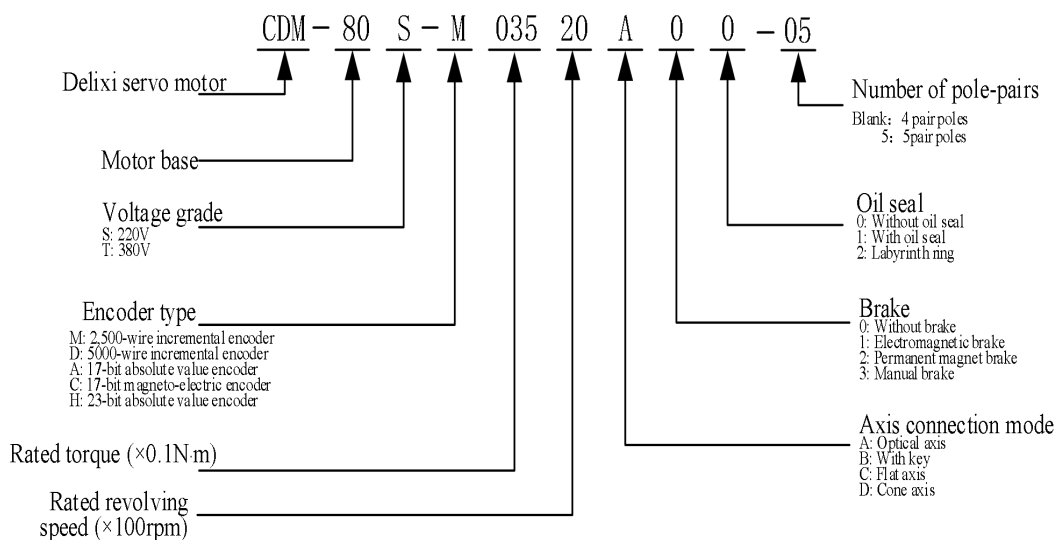 CDM-80 S-M 035 20 A 0 0 -05
Delixi servo motor
Motor base
Voltage grade
S: 220V
T: 380V
Encoder type
M: 2,500-wire incremental encoder
D: 5000-wire incremental encoder
A: 17-bit absolute value encoder
C: 17-bit magneto-electric encoder
H: 23-bit absolute value encoder
Rated torque (×0.1N·m)
Rated revolving
speed (×100rpm)
Number of pole-pairs
Blank: 4 pair poles
5: 5pair poles
Oil seal
0: Without oil seal
1: With oil seal
2: Labyrinth ring
Brake
0: Without brake
1: Electromagnetic brake
2: Permanent magnet brake
3: Manual brake
Axis connection mode
A: Optical axis
B: With key
C: Flat axis
D: Cone axis